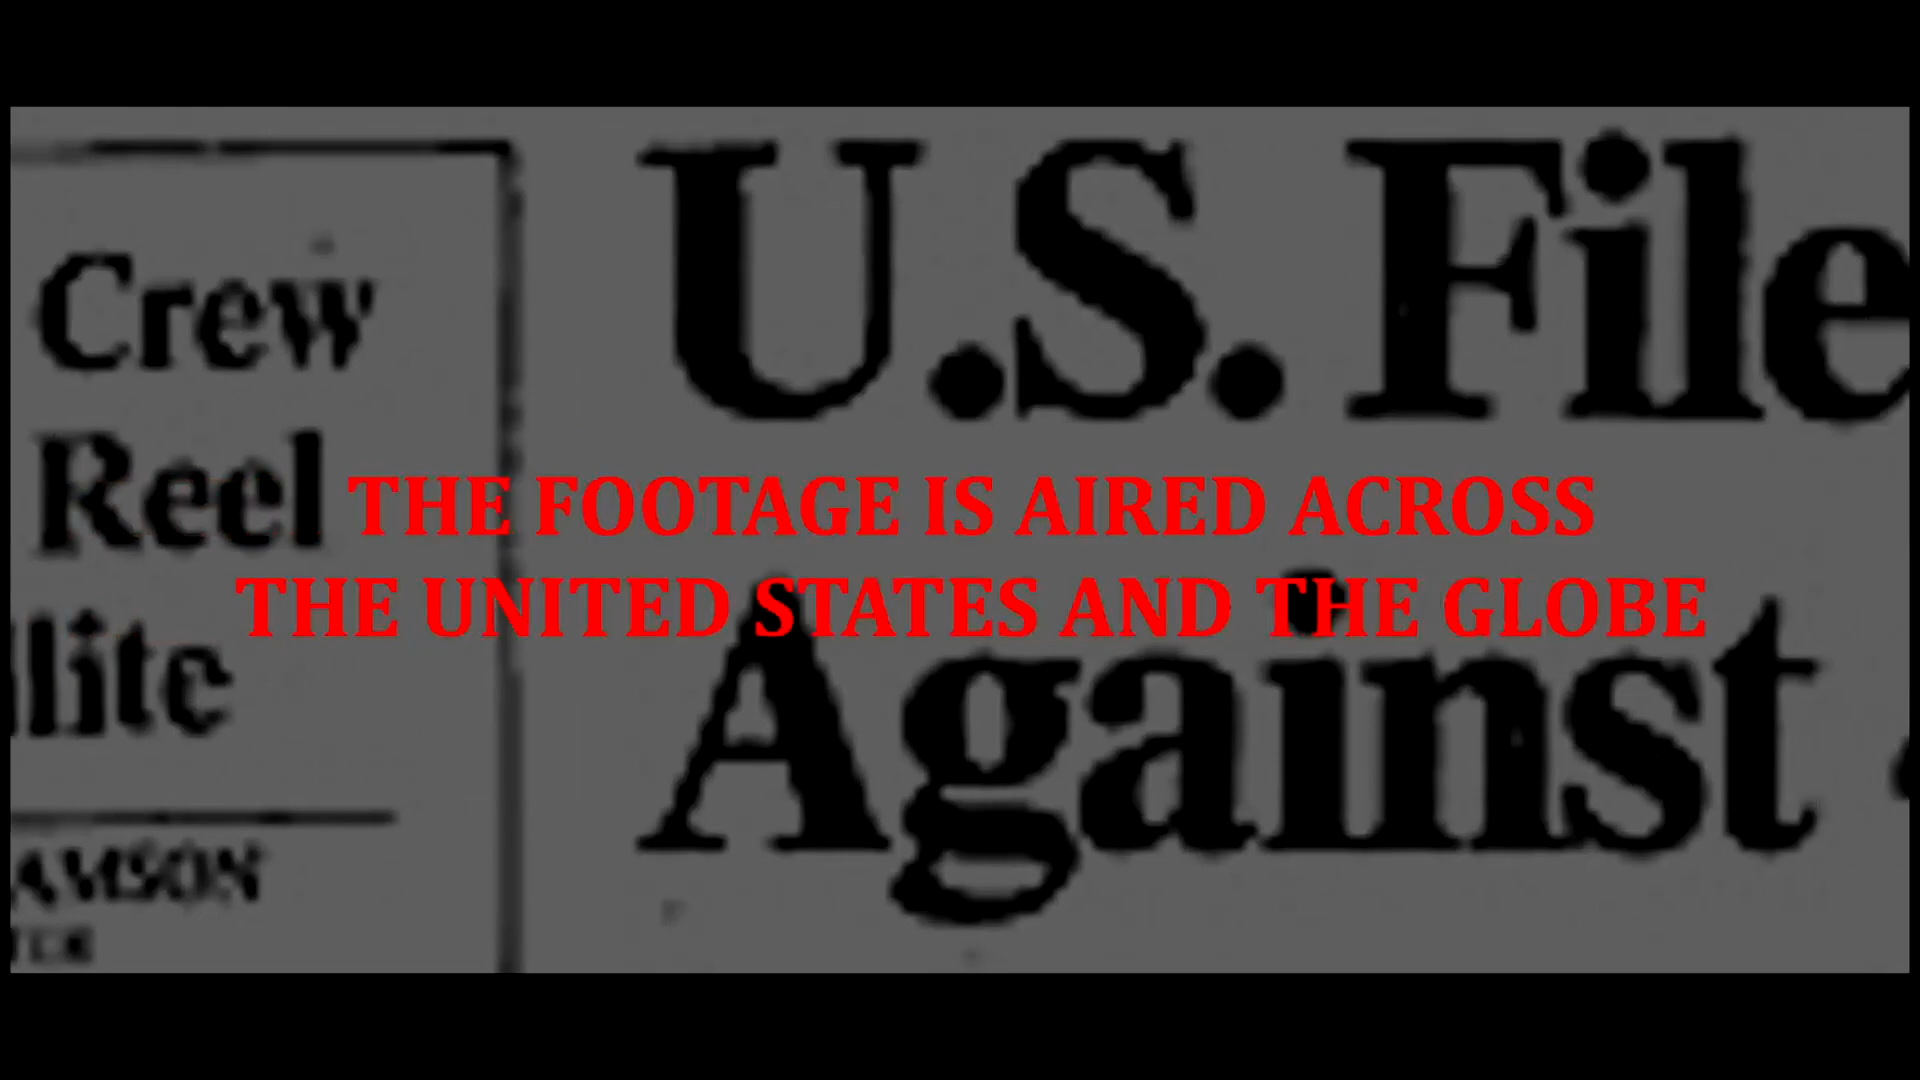 Crew
Reel
lite
AMSON
U.S. File
Against
THE FOOTAGE IS AIRED ACROSS
THE UNITED STATES AND THE GLOBE